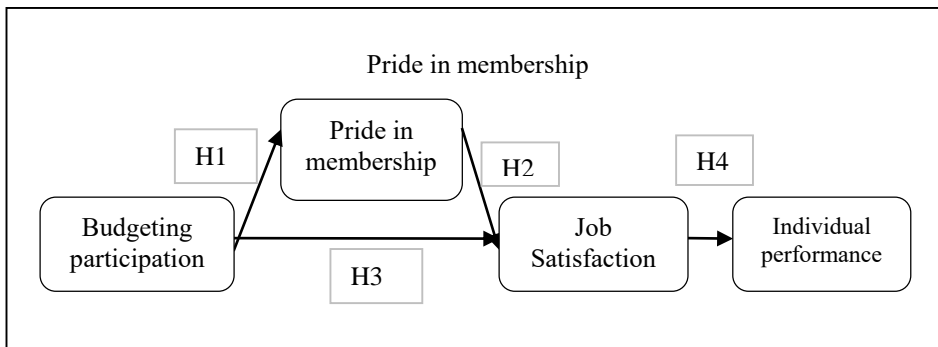 Pride in membership
Pride in
membership
H1
H2
H4
Budgeting
participation
Job
Satisfaction
Individual
performance
H3